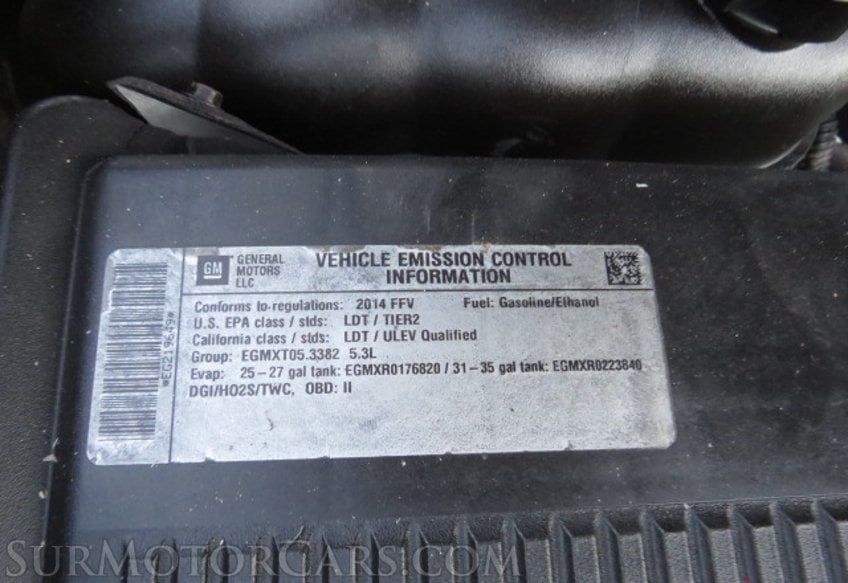 GM
GENERAL
MOTORS
LLC
VEHICLE EMISSION CONTROL
INFORMATION
Conforms to regulations: 2014 FFV Fuel: Gasoline/Ethanol
U.S. EPA class / stds: LDT / TIER2
California class / stds: LDT / ULEV Qualified
Group: EGMXT05.3382 5.3L
Evap: 25-27 gal tank: EGMXR0176820 / 31-35 gal tank: EGMXR0223840
DGI/HO2S/TWC, OBD: II
*EG219649*
SurMotorCars.com